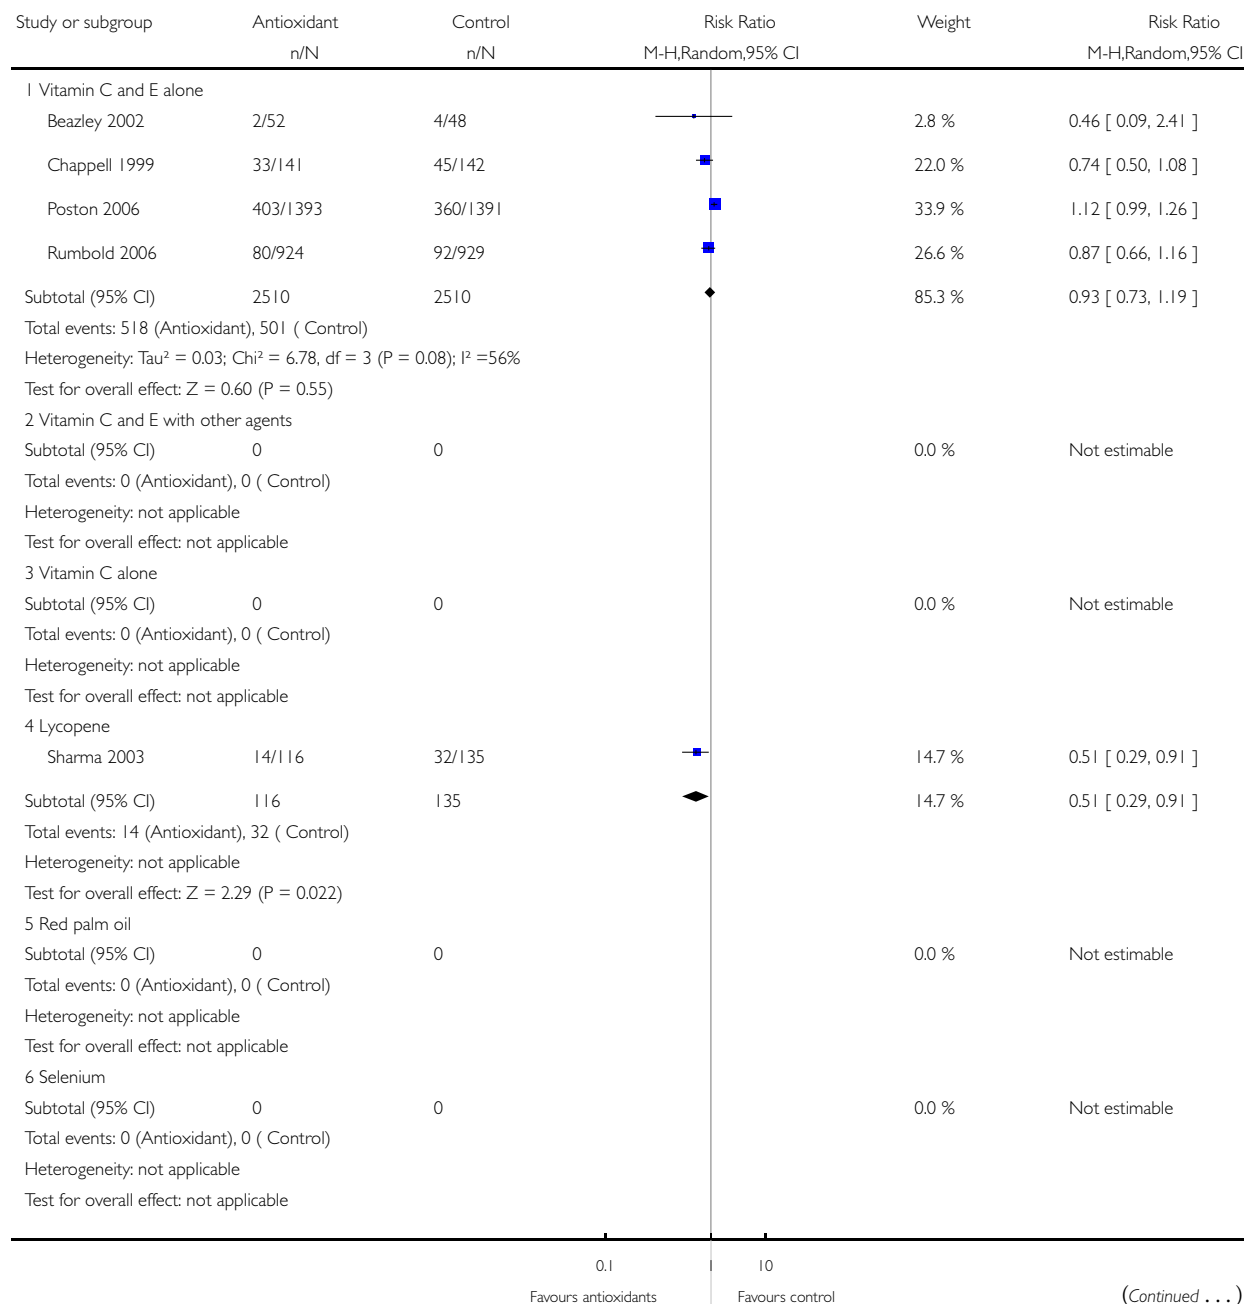 Study or subgroup Antioxidant Control Risk Ratio Weight Risk Ratio
n/N n/N M-H,Random,95% CI M-H,Random,95% CI
1 Vitamin C and E alone
Beazley 2002 2/52 4/48 2.8 % 0.46 [ 0.09, 2.41 ]
Chappell 1999 33/141 45/142 22.0 % 0.74 [ 0.50, 1.08 ]
Poston 2006 403/1393 360/1391 33.9 % 1.12 [ 0.99, 1.26 ]
Rumbold 2006 80/924 92/929 26.6 % 0.87 [ 0.66, 1.16 ]
Subtotal (95% CI) 2510 2510 85.3 % 0.93 [ 0.73, 1.19 ]
Total events: 518 (Antioxidant), 501 ( Control)
Heterogeneity: Tau² = 0.03; Chi² = 6.78, df = 3 (P = 0.08); I² =56%
Test for overall effect: Z = 0.60 (P = 0.55)
2 Vitamin C and E with other agents
Subtotal (95% CI) 0 0 0.0 % Not estimable
Total events: 0 (Antioxidant), 0 ( Control)
Heterogeneity: not applicable
Test for overall effect: not applicable
3 Vitamin C alone
Subtotal (95% CI) 0 0 0.0 % Not estimable
Total events: 0 (Antioxidant), 0 ( Control)
Heterogeneity: not applicable
Test for overall effect: not applicable
4 Lycopene
Sharma 2003 14/116 32/135 14.7 % 0.51 [ 0.29, 0.91 ]
Subtotal (95% CI) 116 135 14.7 % 0.51 [ 0.29, 0.91 ]
Total events: 14 (Antioxidant), 32 ( Control)
Heterogeneity: not applicable
Test for overall effect: Z = 2.29 (P = 0.022)
5 Red palm oil
Subtotal (95% CI) 0 0 0.0 % Not estimable
Total events: 0 (Antioxidant), 0 ( Control)
Heterogeneity: not applicable
Test for overall effect: not applicable
6 Selenium
Subtotal (95% CI) 0 0 0.0 % Not estimable
Total events: 0 (Antioxidant), 0 ( Control)
Heterogeneity: not applicable
Test for overall effect: not applicable
0.1 1 10
Favours antioxidants Favours control (Continued . . . )